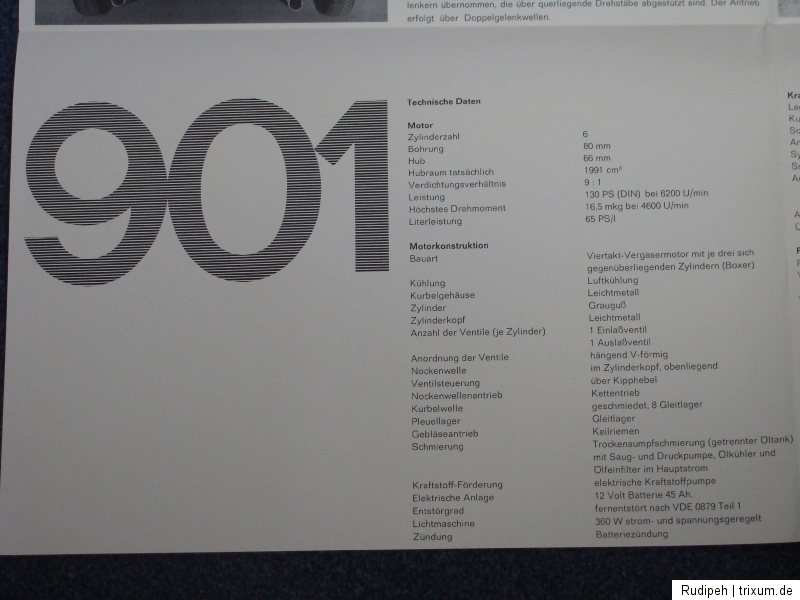 lenkern übernommen, die über querliegende Drehstäbe abgestützt sind. Der Antrieb
erfolgt über Doppelgelenkwellen.
901
Technische Daten
Motor
Zylinderzahl 6
Bohrung 80 mm
Hub 66 mm
Hubraum tatsächlich 1991 cm³
Verdichtungsverhältnis 9 : 1
Leistung 130 PS (DIN) bei 6200 U/min
Höchstes Drehmoment 16,5 mkg bei 4600 U/min
Literleistung 65 PS/l
Motorkonstruktion
Bauart Viertakt-Vergasermotor mit je drei sich
gegenüberliegenden Zylindern (Boxer)
Kühlung Luftkühlung
Kurbelgehäuse Leichtmetall
Zylinder Grauguß
Zylinderkopf Leichtmetall
Anzahl der Ventile (je Zylinder) 1 Einlaßventil
1 Auslaßventil
Anordnung der Ventile hängend V-förmig
Nockenwelle im Zylinderkopf, obenliegend
Ventilsteuerung über Kipphebel
Nockenwellenantrieb Kettentrieb
Kurbelwelle geschmiedet, 8 Gleitlager
Pleuellager Gleitlager
Gebläseantrieb Keilriemen
Schmierung Trockensumpfschmierung (getrennter Öltank)
mit Saug- und Druckpumpe, Ölkühler und
Ölfeinfilter im Hauptstrom
Kraftstoff-Förderung elektrische Kraftstoffpumpe
Elektrische Anlage 12 Volt Batterie 45 Ah.
Entstörgrad fernentstört nach VDE 0879 Teil 1
Lichtmaschine 360 W strom- und spannungsgeregelt
Zündung Batteriezündung
Rudipeh | trixum.de